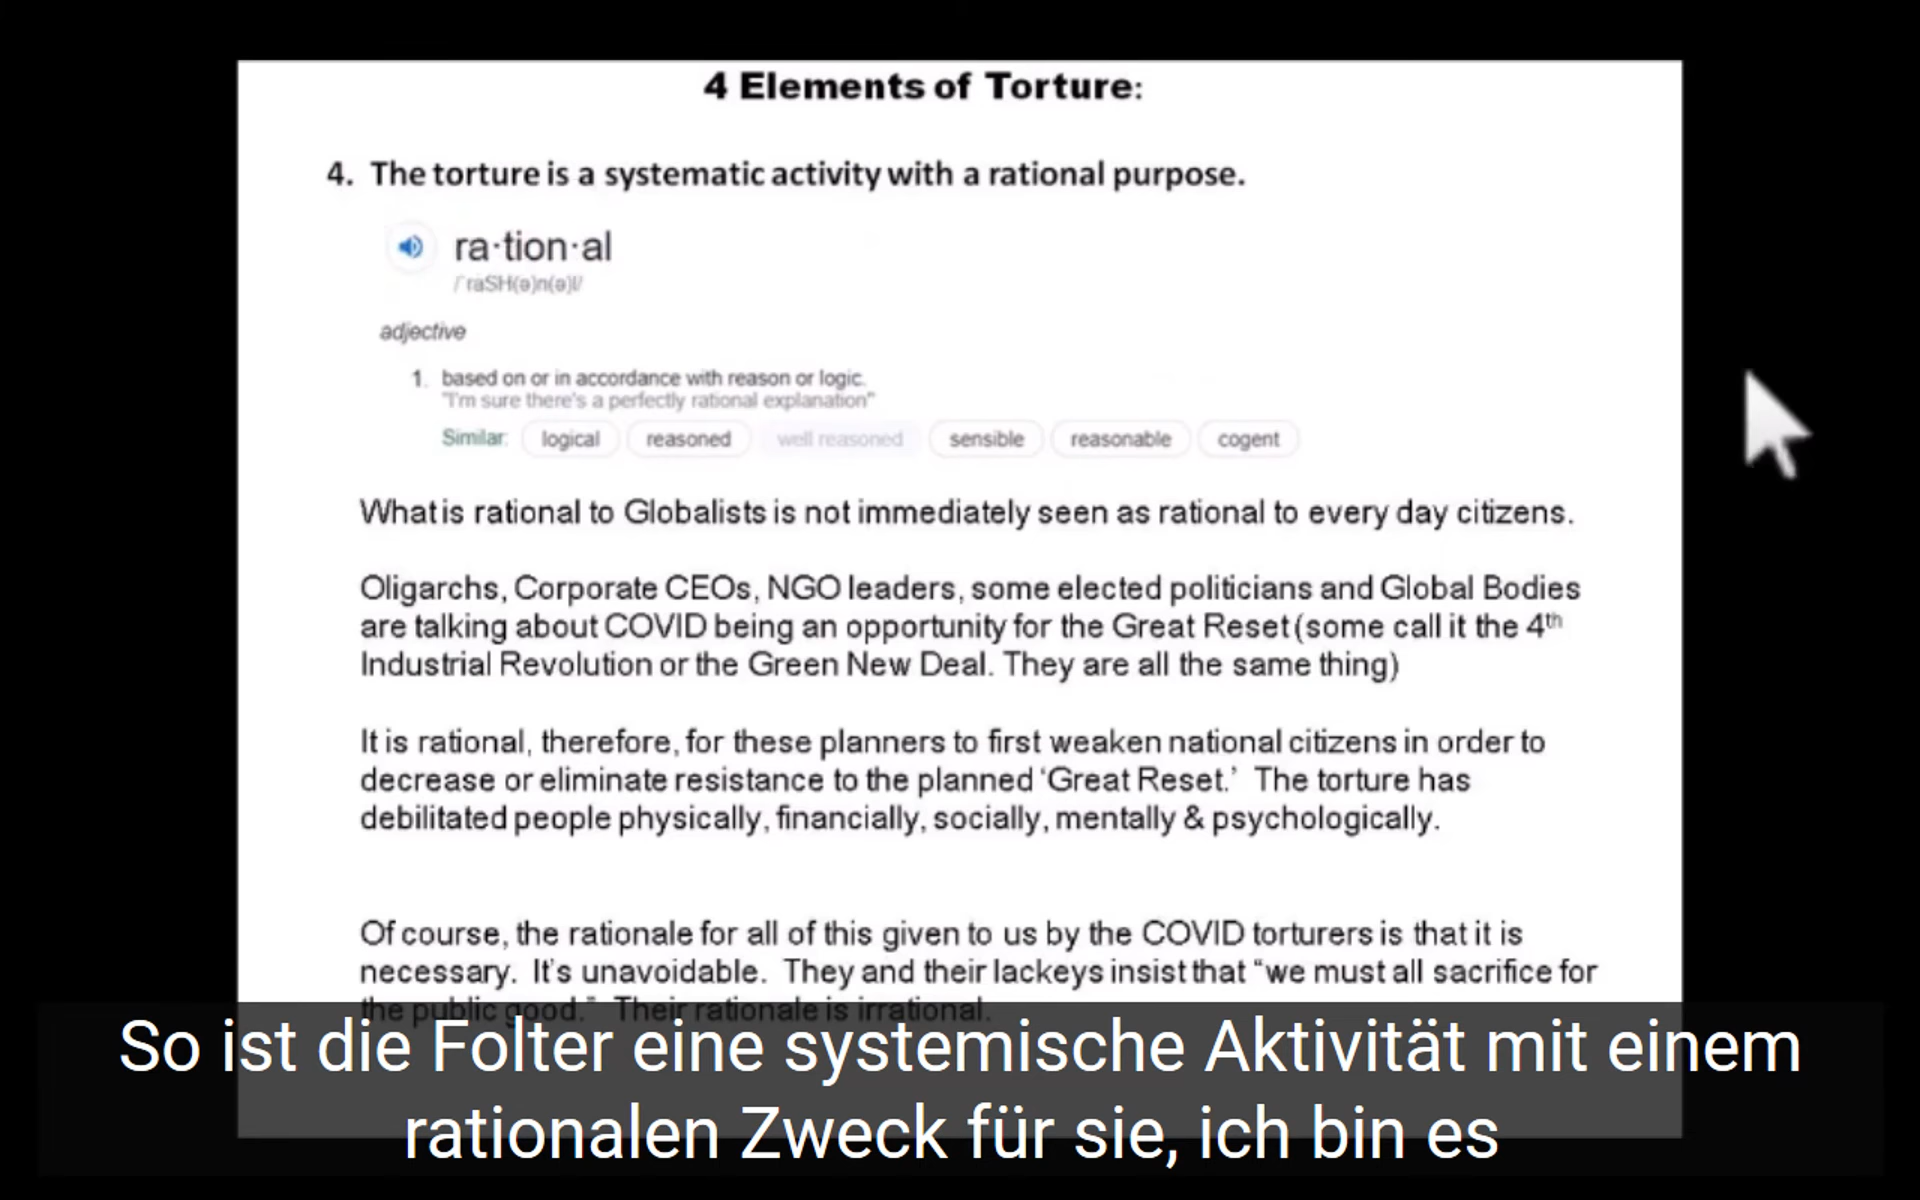 4 Elements of Torture:
4. The torture is a systematic activity with a rational purpose.
ra·tion·al
/ˈraSH(ə)n(ə)l/
adjective
1. based on or in accordance with reason or logic.
"I'm sure there's a perfectly rational explanation"
Similar: logical reasoned well reasoned sensible reasonable cogent
What is rational to Globalists is not immediately seen as rational to every day citizens.
Oligarchs, Corporate CEOs, NGO leaders, some elected politicians and Global Bodies
are talking about COVID being an opportunity for the Great Reset (some call it the 4th
Industrial Revolution or the Green New Deal. They are all the same thing)
It is rational, therefore, for these planners to first weaken national citizens in order to
decrease or eliminate resistance to the planned ‘Great Reset.’ The torture has
debilitated people physically, financially, socially, mentally & psychologically.
Of course, the rationale for all of this given to us by the COVID torturers is that it is
necessary. It’s unavoidable. They and their lackeys insist that “we must all sacrifice for
the public good.” Their rationale is irrational.
So ist die Folter eine systemische Aktivität mit einem
rationalen Zweck für sie, ich bin es